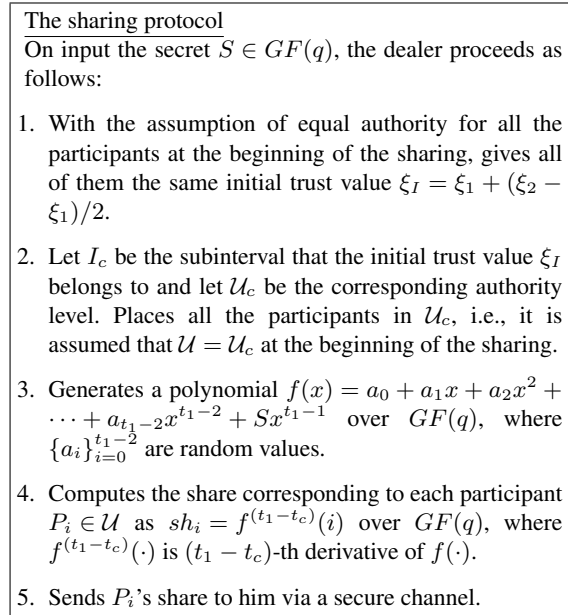 The sharing protocol
On input the secret S ∈ GF(q), the dealer proceeds as
follows:
1. With the assumption of equal authority for all the
participants at the beginning of the sharing, gives all
of them the same initial trust value ξ_I = ξ_1 + (ξ_2 −
ξ_1)/2.
2. Let I_c be the subinterval that the initial trust value ξ_I
belongs to and let 𝒰_c be the corresponding authority
level. Places all the participants in 𝒰_c, i.e., it is
assumed that 𝒰 = 𝒰_c at the beginning of the sharing.
3. Generates a polynomial f(x) = a_0 + a_1x + a_2x^2 +
⋯ + a_{t_1−2}x^{t_1−2} + Sx^{t_1−1} over GF(q), where
{a_i}_{i=0}^{t_1−2} are random values.
4. Computes the share corresponding to each participant
P_i ∈ 𝒰 as sh_i = f^{(t_1−t_c)}(i) over GF(q), where
f^{(t_1−t_c)}(·) is (t_1 − t_c)-th derivative of f(·).
5. Sends P_i's share to him via a secure channel.